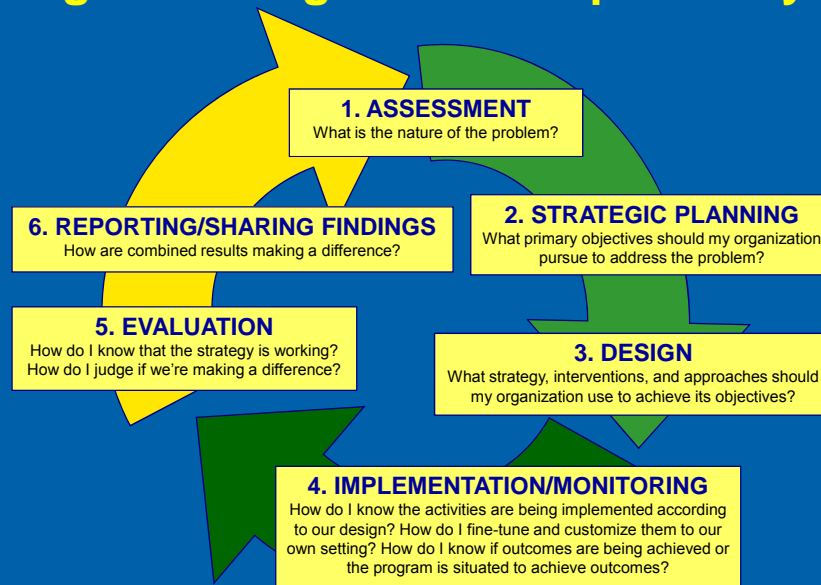 1. ASSESSMENT
What is the nature of the problem?
2. STRATEGIC PLANNING
What primary objectives should my organization
pursue to address the problem?
3. DESIGN
What strategy, interventions, and approaches should
my organization use to achieve its objectives?
4. IMPLEMENTATION/MONITORING
How do I know the activities are being implemented according
to our design? How do I fine-tune and customize them to our
own setting? How do I know if outcomes are being achieved or
the program is situated to achieve outcomes?
5. EVALUATION
How do I know that the strategy is working?
How do I judge if we're making a difference?
6. REPORTING/SHARING FINDINGS
How are combined results making a difference?